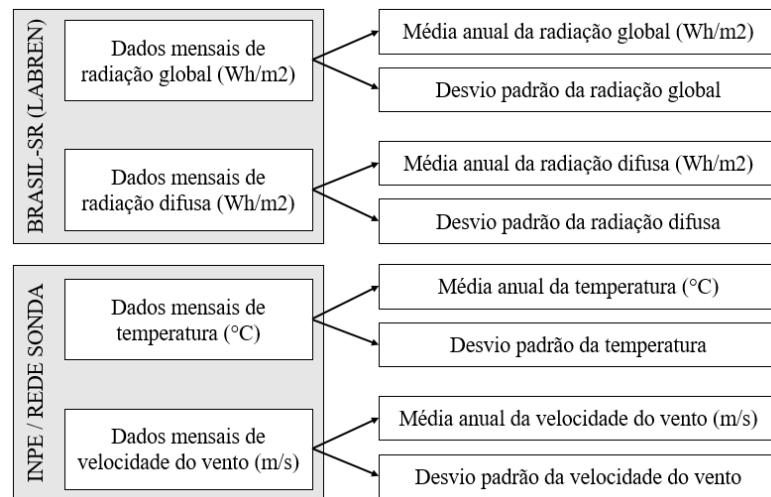 BRASIL-SR (LABREN)
Dados mensais de
radiação global (Wh/m2)
Média anual da radiação global (Wh/m2)
Desvio padrão da radiação global
Dados mensais de
radiação difusa (Wh/m2)
Média anual da radiação difusa (Wh/m2)
Desvio padrão da radiação difusa
INPE / REDE SONDA
Dados mensais de
temperatura (°C)
Média anual da temperatura (°C)
Desvio padrão da temperatura
Dados mensais de
velocidade do vento (m/s)
Média anual da velocidade do vento (m/s)
Desvio padrão da velocidade do vento